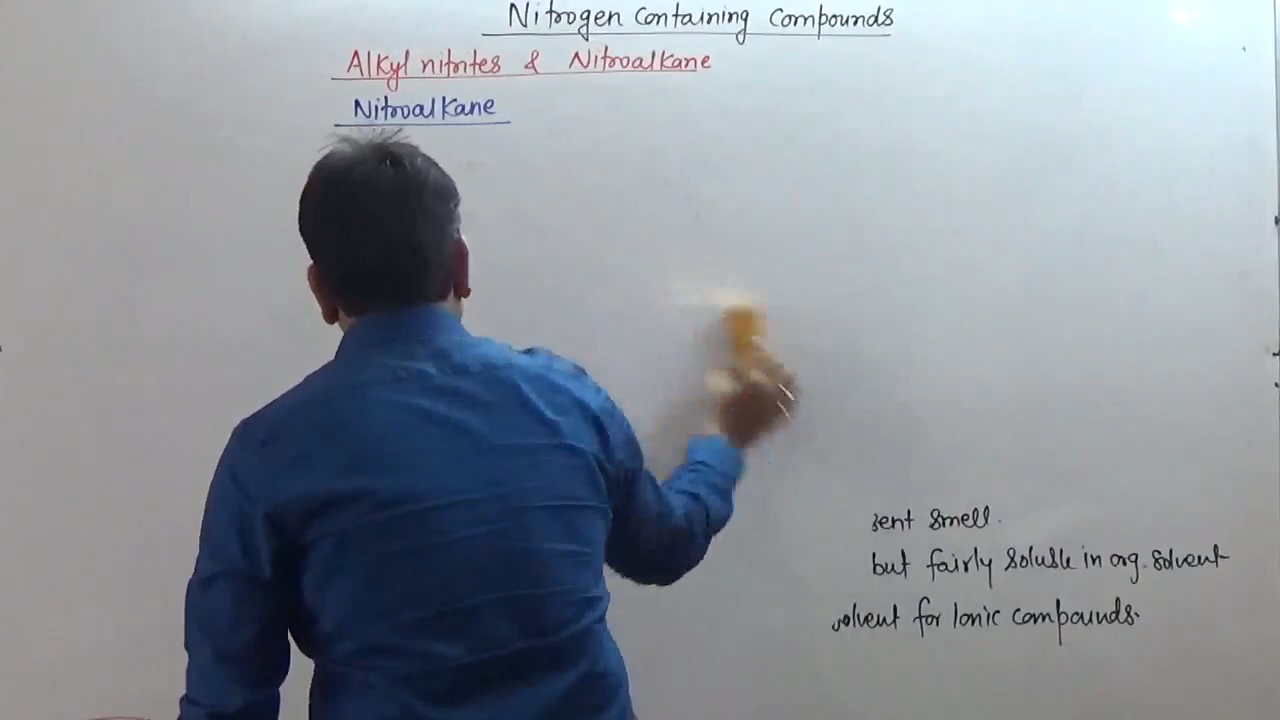 Nitrogen containing compounds
Alkyl nitrites & Nitroalkane
Nitroalkane
sent smell.
but fairly soluble in org. solvent
solvent for Ionic compounds.